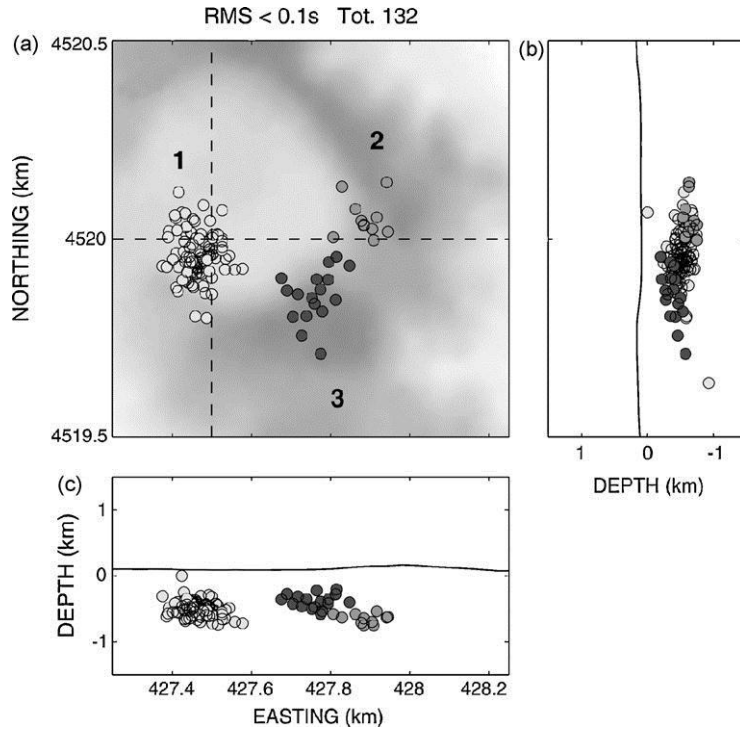 RMS < 0.1s Tot. 132
(a)
(b)
4520.5
4520
4519.5
NORTHING (km)
1
2
3
1 0 -1
DEPTH (km)
(c)
1
0
-1
DEPTH (km)
427.4 427.6 427.8 428 428.2
EASTING (km)